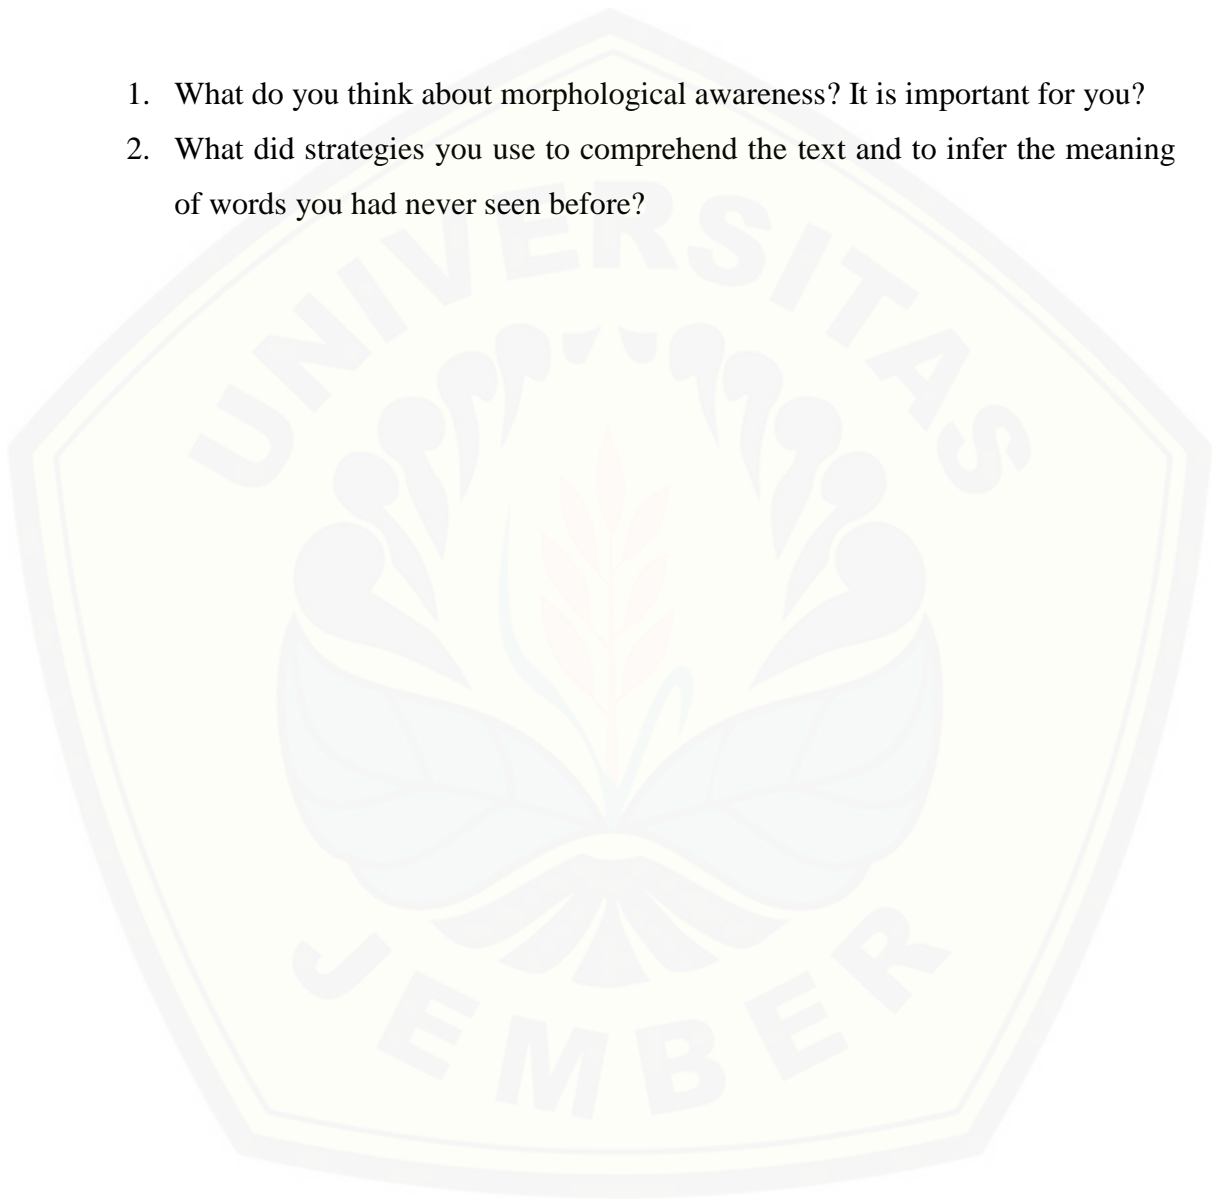 1. What do you think about morphological awareness? It is important for you?
2. What did strategies you use to comprehend the text and to infer the meaning
of words you had never seen before?
UNIVERSITAS
JEMBER